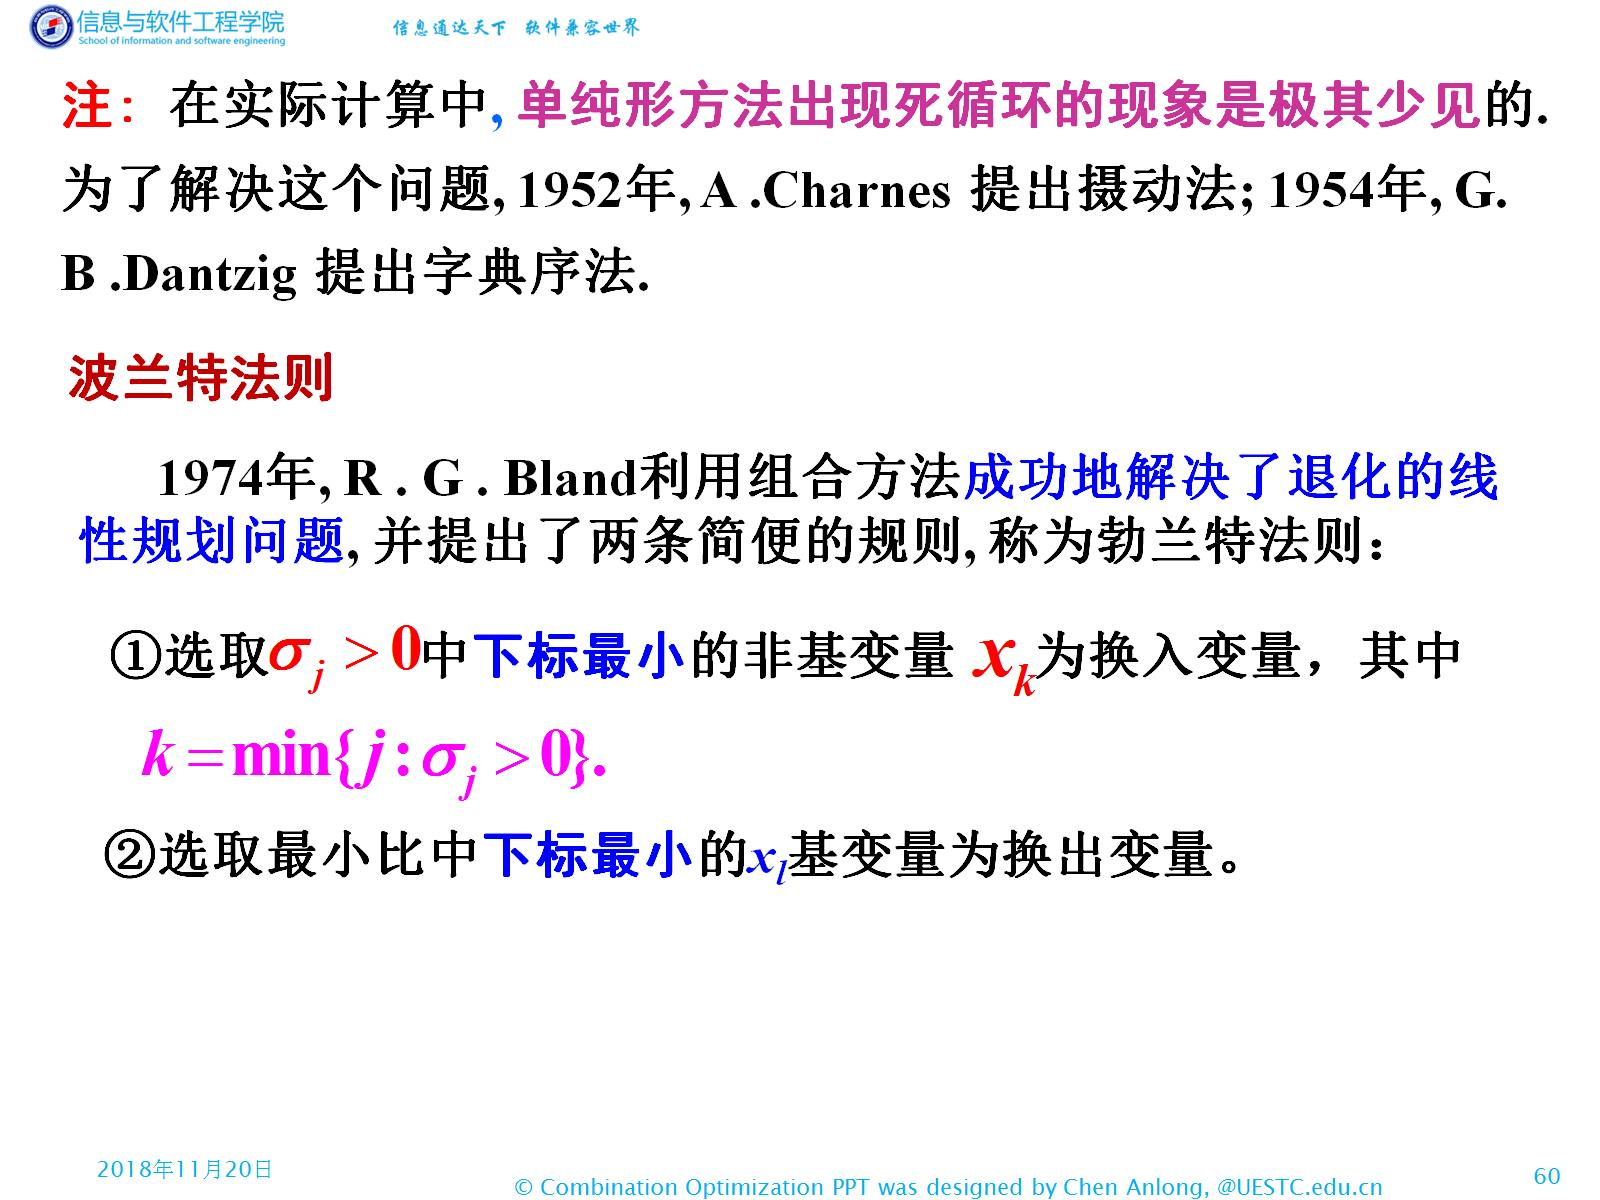 信息与软件工程学院
School of information and software engineering
信息通达天下 软件兼容世界
注: 在实际计算中, 单纯形方法出现死循环的现象是极其少见的.
为了解决这个问题, 1952年, A .Charnes 提出摄动法; 1954年, G.
B .Dantzig 提出字典序法.
波兰特法则
1974年, R . G . Bland利用组合方法成功地解决了退化的线
性规划问题, 并提出了两条简便的规则, 称为勃兰特法则：
①选取σj > 0中下标最小的非基变量 xk为换入变量，其中
k = min{ j : σj > 0}.
②选取最小比中下标最小的xl基变量为换出变量。
2018年11月20日
© Combination Optimization PPT was designed by Chen Anlong, @UESTC.edu.cn
60